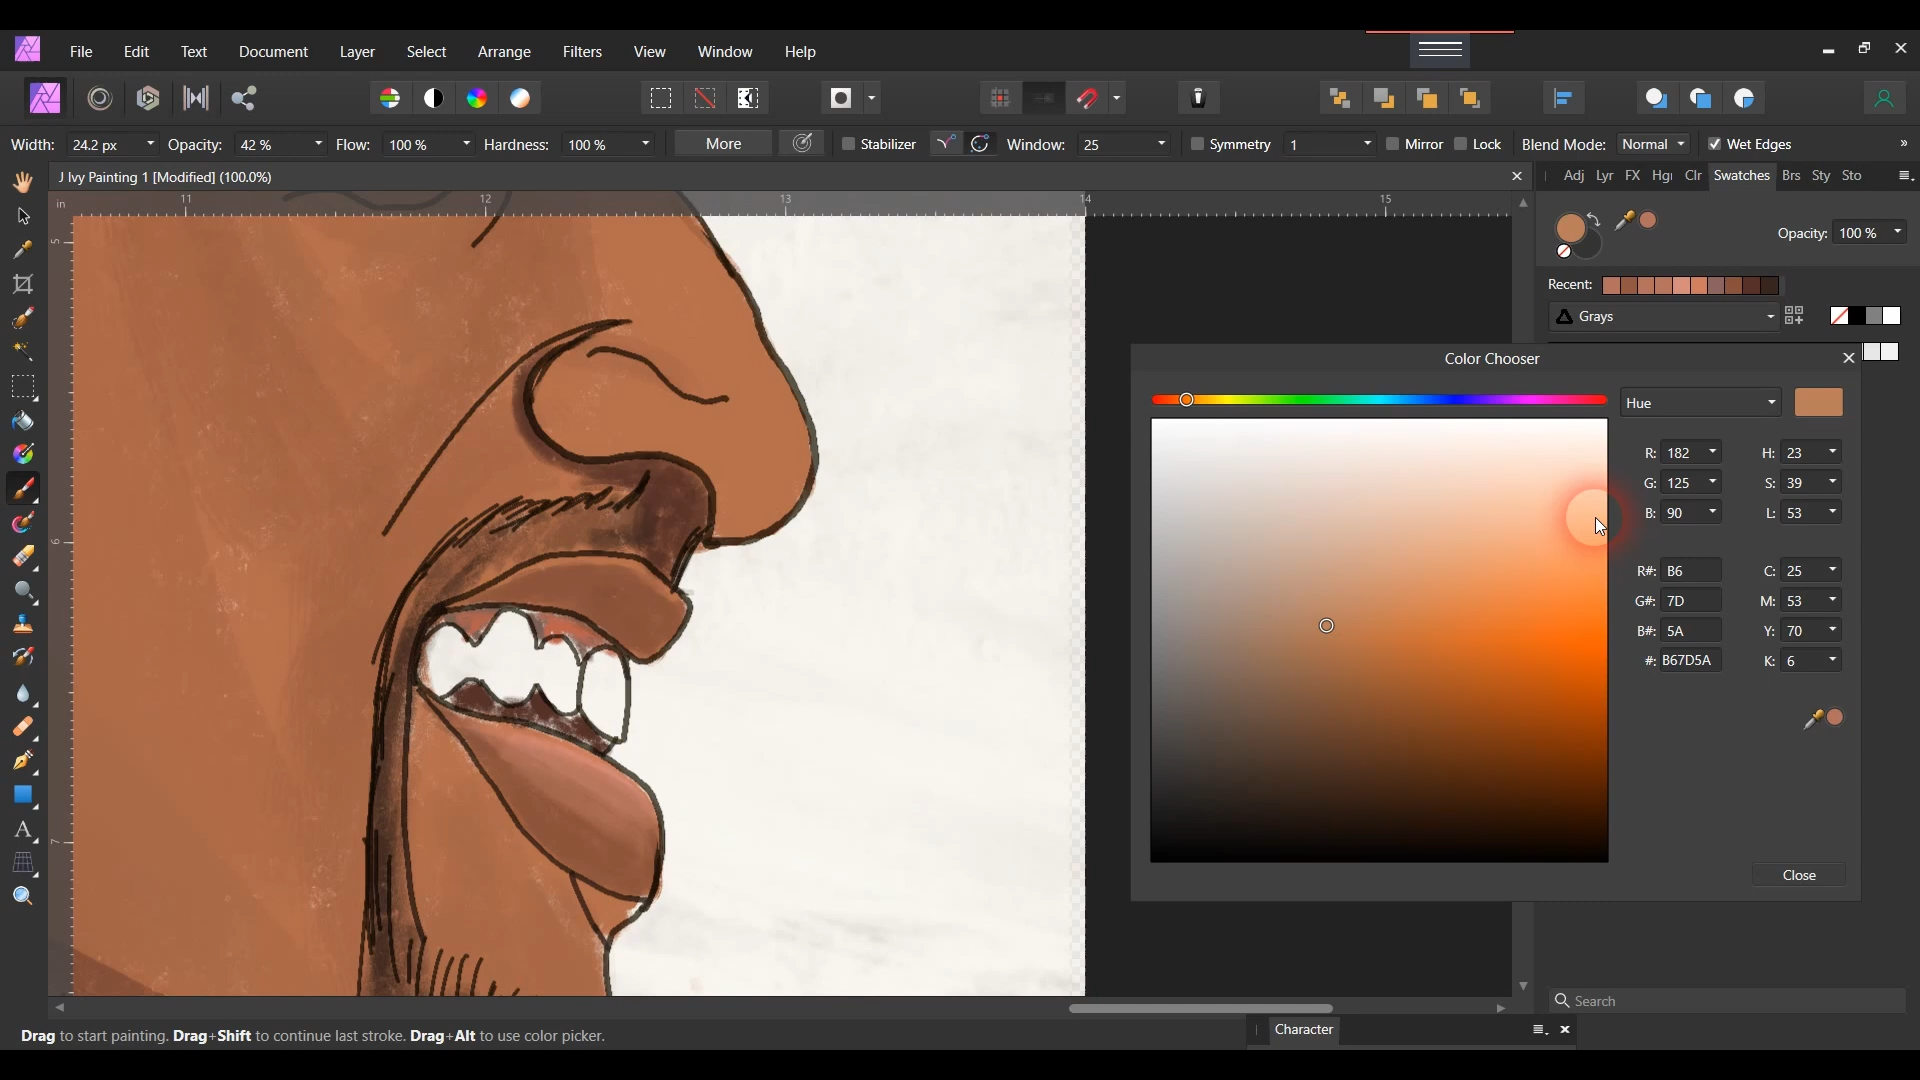 File Edit Text Document Layer Select Arrange Filters View Window Help
Width: 24.2 px Opacity: 42 % Flow: 100 % Hardness: 100 % More Stabilizer Window: 25 Symmetry 1 Mirror Lock Blend Mode: Normal Wet Edges »
J Ivy Painting 1 [Modified] (100.0%)
Adj Lyr FX Clr Swatches Brs Sty Sto
in 11 12 13 14 15
5
6
7
Opacity: 100 %
Recent:
Grays
Color Chooser
Hue
R: 182 H: 23
G: 125 S: 39
B: 90 L: 53
R#: B6 C: 25
G#: 7D M: 53
B#: 5A Y: 70
#: B67D5A K: 6
Close
Search
Character
Drag to start painting. Drag+Shift to continue last stroke. Drag+Alt to use color picker.